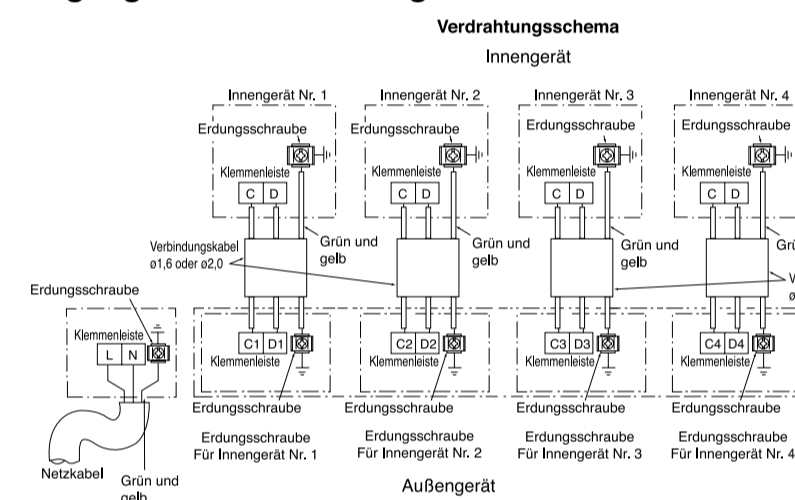 Verdrahtungsschema
Innengerät
Innengerät Nr. 1
Innengerät Nr. 2
Innengerät Nr. 3
Innengerät Nr. 4
Erdungsschraube
Erdungsschraube
Erdungsschraube
Erdungsschraube
Klemmenleiste
Klemmenleiste
Klemmenleiste
Klemmenleiste
C D
C D
C D
C D
Verbindungskabel
ø1,6 oder ø2,0
Grün und
gelb
Grün und
gelb
Grün und
gelb
Erdungsschraube
Klemmenleiste
L N
C1 D1
C2 D2
C3 D3
C4 D4
Klemmenleiste
Klemmenleiste
Klemmenleiste
Klemmenleiste
Erdungsschraube
Erdungsschraube
Erdungsschraube
Erdungsschraube
Erdungsschraube
Für Innengerät Nr. 1
Erdungsschraube
Für Innengerät Nr. 2
Erdungsschraube
Für Innengerät Nr. 3
Erdungsschraube
Für Innengerät Nr. 4
Netzkabel
Grün und
gelb
Außengerät